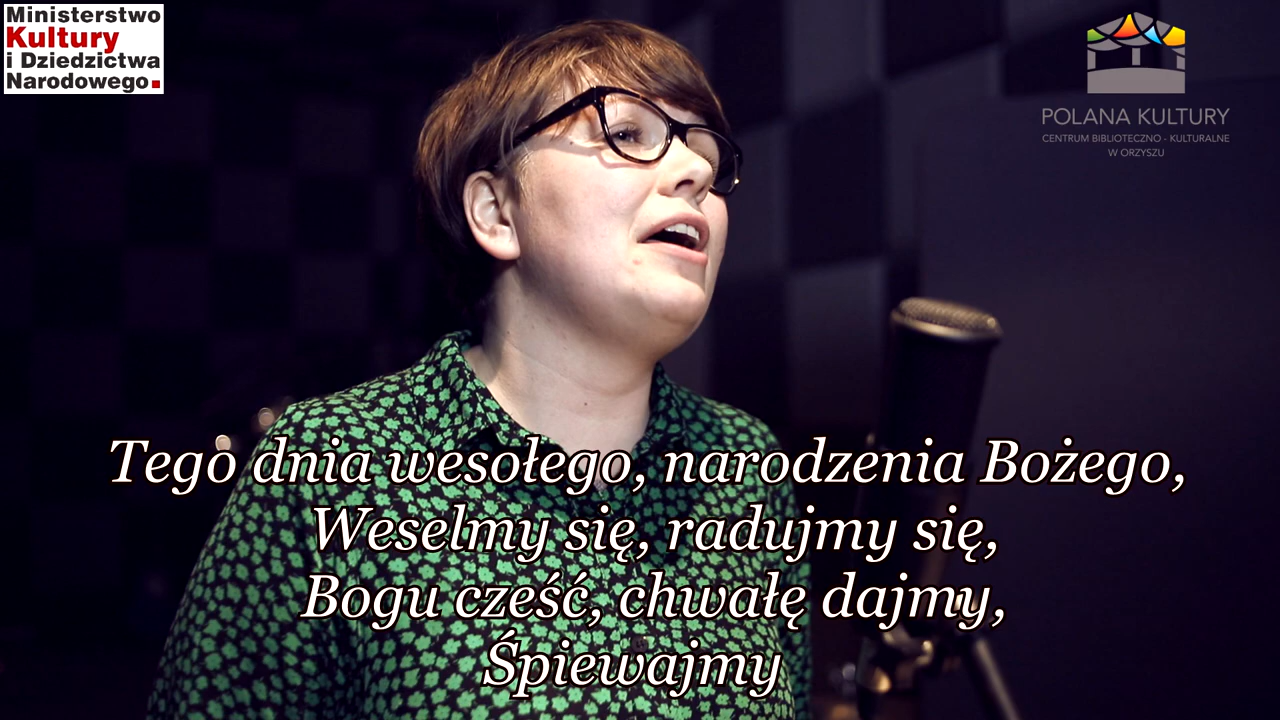 Ministerstwo
Kultury
i Dziedzictwa
Narodowego
POLANA KULTURY
CENTRUM BIBLIOTECZNO - KULTURALNE
W ORZYSZU
Tego dnia wesołego, narodzenia Bożego,
Weselmy się, radujmy się,
Bogu cześć, chwałę dajmy,
Śpiewajmy